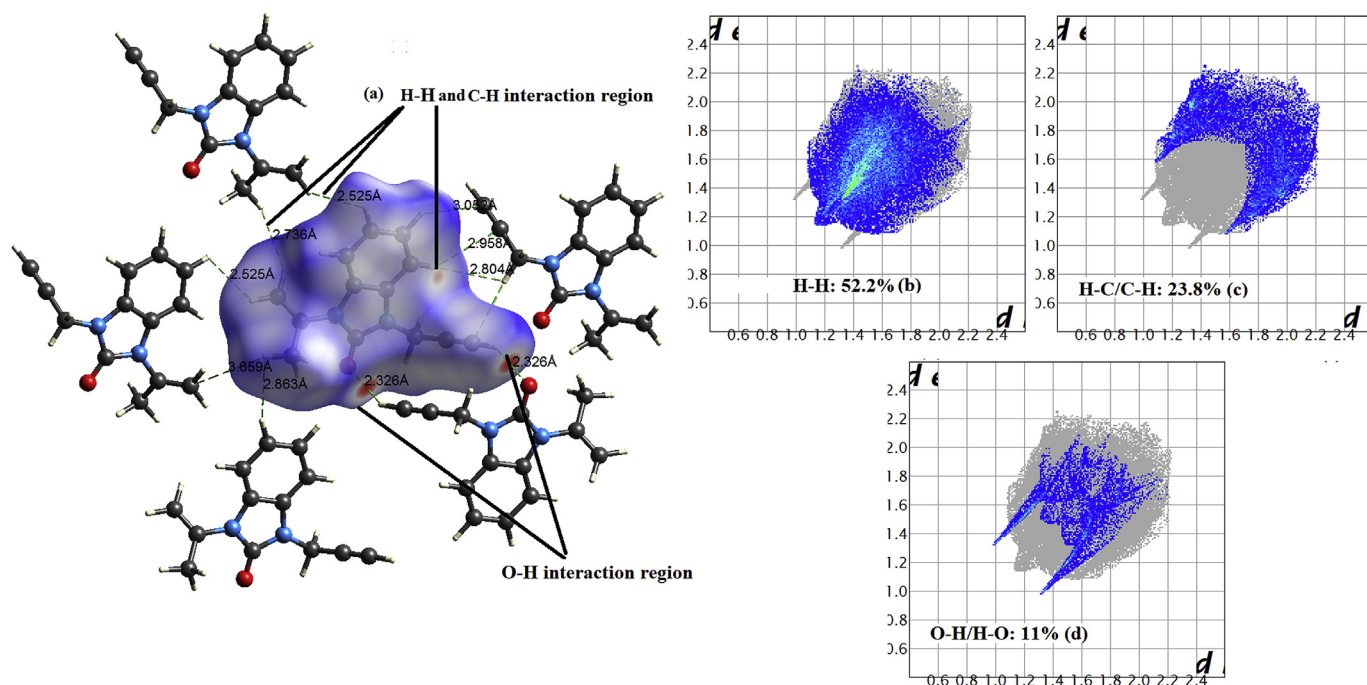 (a) H-H and C-H interaction region
2.525Å
3.052Å
2.736Å
2.958Å
2.525Å
2.804Å
3.659Å
2.863Å
2.326Å
2.326Å
O-H interaction region
d e
2.4
2.2
2.0
1.8
1.6
1.4
1.2
1.0
0.8
0.6
H-H: 52.2% (b)
d i
0.6 0.8 1.0 1.2 1.4 1.6 1.8 2.0 2.2 2.4
d e
2.4
2.2
2.0
1.8
1.6
1.4
1.2
1.0
0.8
0.6
H-C/C-H: 23.8% (c)
d i
0.6 0.8 1.0 1.2 1.4 1.6 1.8 2.0 2.2 2.4
d e
2.4
2.2
2.0
1.8
1.6
1.4
1.2
1.0
0.8
0.6
O-H/H-O: 11% (d)
d i
0.6 0.8 1.0 1.2 1.4 1.6 1.8 2.0 2.2 2.4